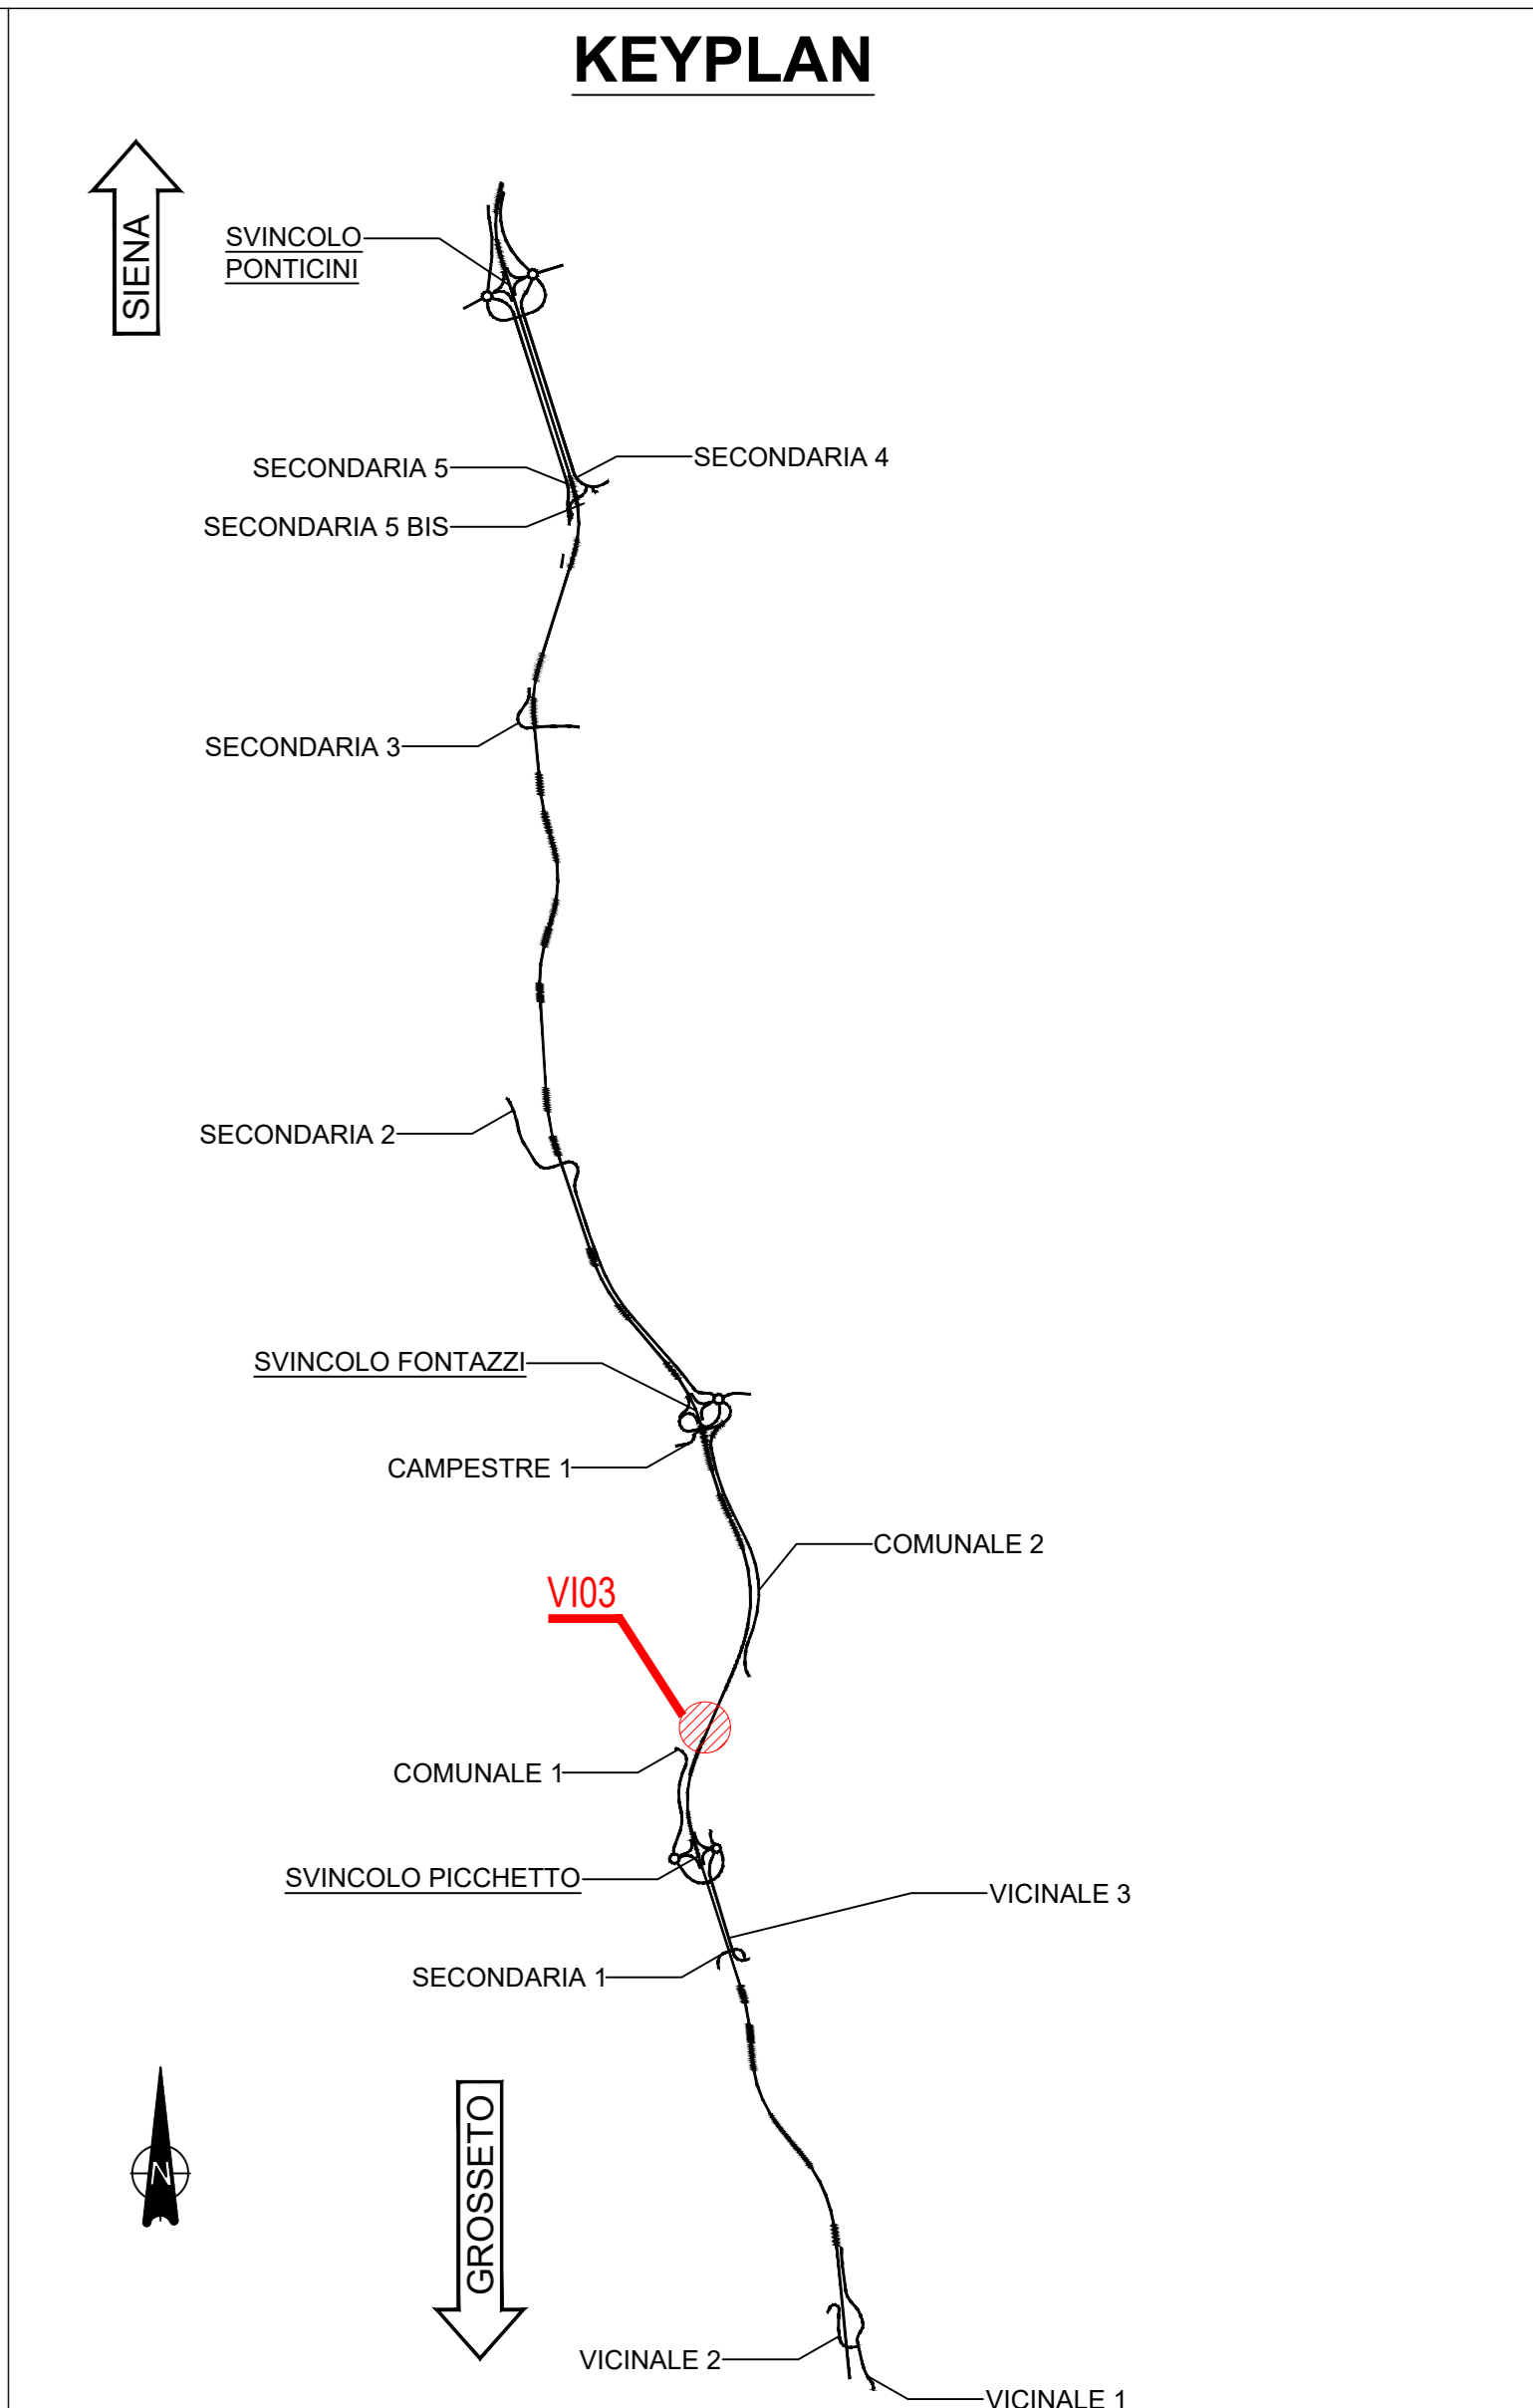 KEYPLAN
SIENA
SVINCOLO
PONTICINI
SECONDARIA 4
SECONDARIA 5
SECONDARIA 5 BIS
SECONDARIA 3
SECONDARIA 2
SVINCOLO FONTAZZI
CAMPESTRE 1
COMUNALE 2
VI03
COMUNALE 1
SVINCOLO PICCHETTO
VICINALE 3
SECONDARIA 1
N
GROSSETO
VICINALE 2
VICINALE 1